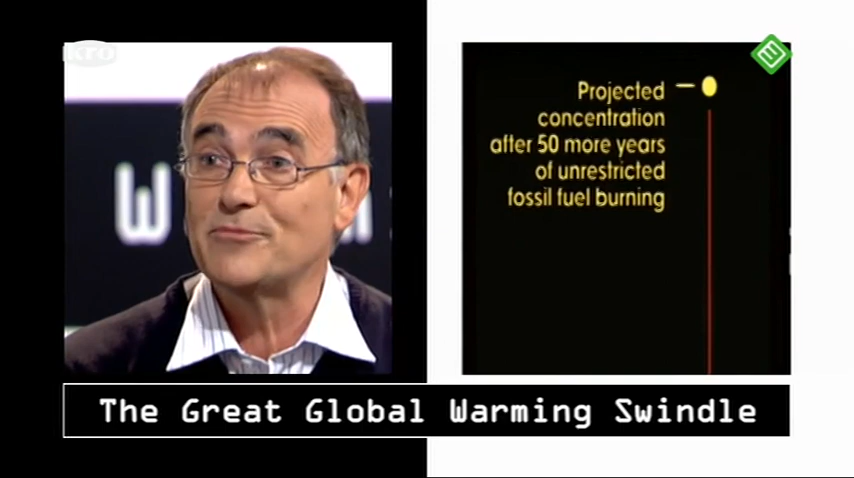 kro
Projected
concentration
after 50 more years
of unrestricted
fossil fuel burning
W
The Great Global Warming Swindle